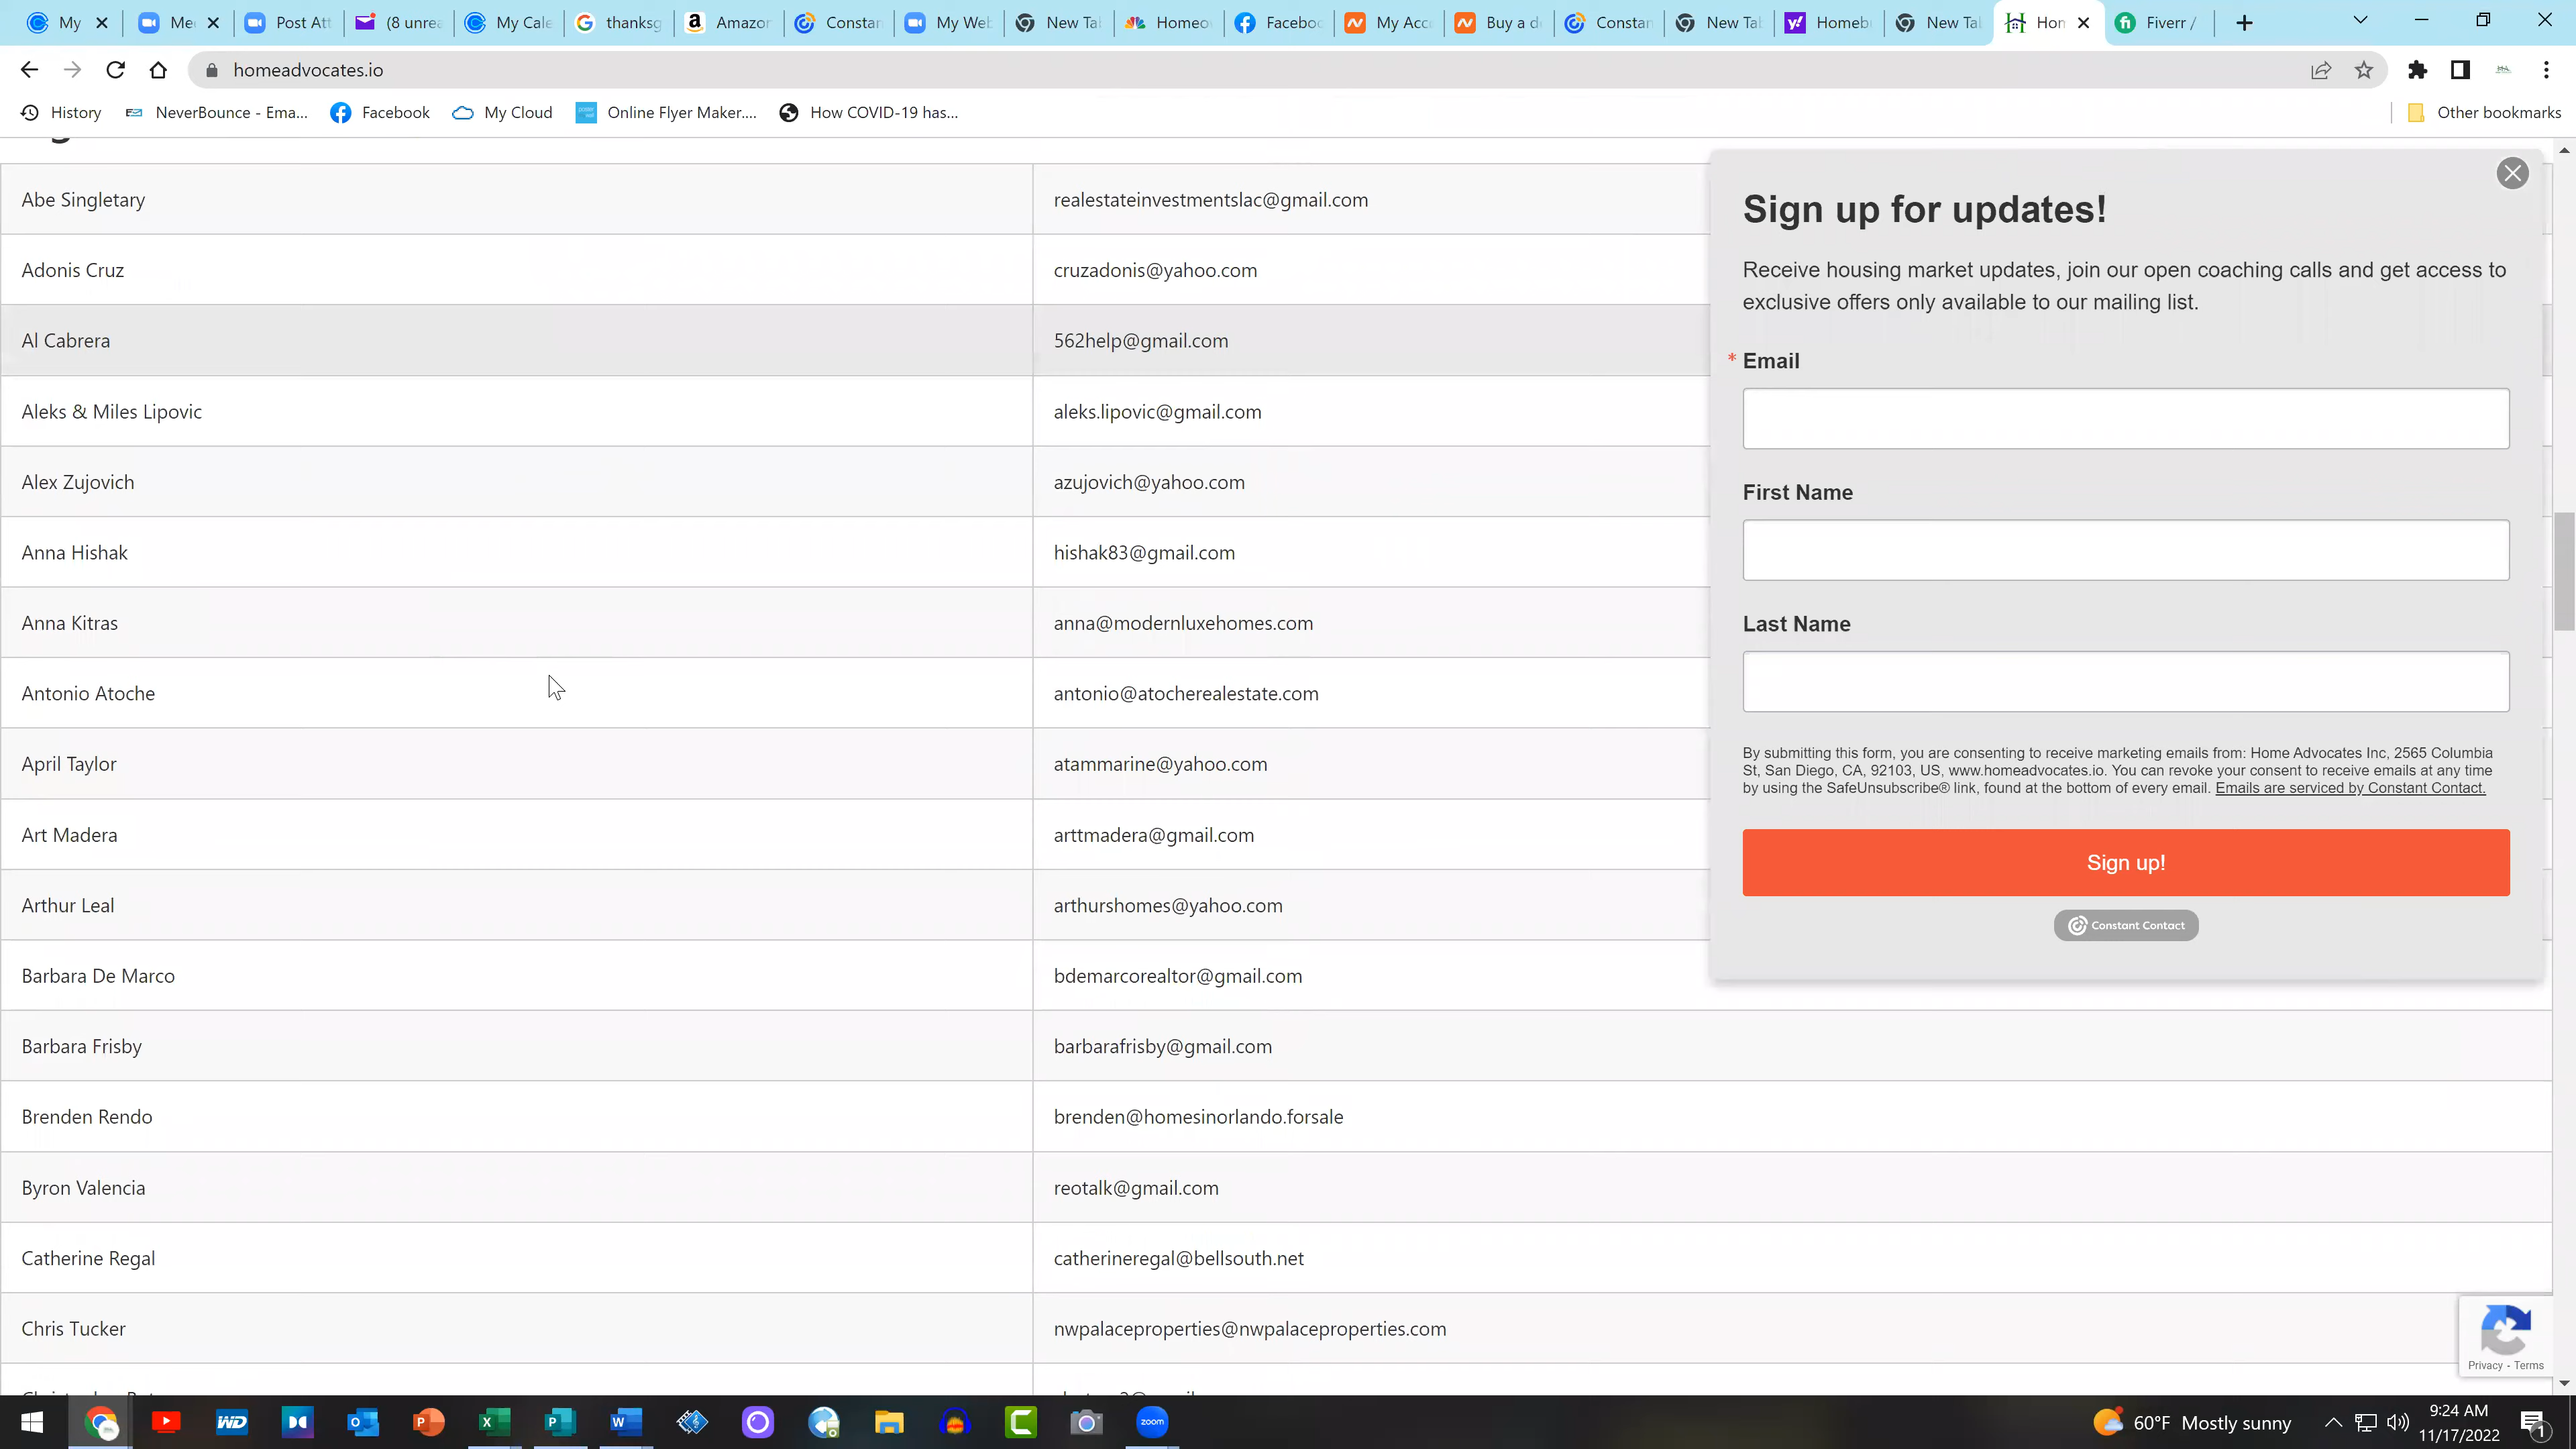 My
Me
Post Att
(8 unrea
My Cale
thanksg
Amazon
Constan
My Web
New Tab
Homeov
Faceboo
My Acc
Buy a d
Constan
New Tab
Homeb
New Tab
Hom
Fiverr /
homeadvocates.io
History
NeverBounce - Ema...
Facebook
My Cloud
Online Flyer Maker....
How COVID-19 has...
Other bookmarks
Abe Singletary realestateinvestmentslac@gmail.com
Adonis Cruz cruzadonis@yahoo.com
Al Cabrera 562help@gmail.com
Aleks & Miles Lipovic aleks.lipovic@gmail.com
Alex Zujovich azujovich@yahoo.com
Anna Hishak hishak83@gmail.com
Anna Kitras anna@modernluxehomes.com
Antonio Atoche antonio@atocherealestate.com
April Taylor atammarine@yahoo.com
Art Madera arttmadera@gmail.com
Arthur Leal arthurshomes@yahoo.com
Barbara De Marco bdemarcorealtor@gmail.com
Barbara Frisby barbarafrisby@gmail.com
Brenden Rendo brenden@homesinorlando.forsale
Byron Valencia reotalk@gmail.com
Catherine Regal catherineregal@bellsouth.net
Chris Tucker nwpalaceproperties@nwpalaceproperties.com
Sign up for updates!
Receive housing market updates, join our open coaching calls and get access to
exclusive offers only available to our mailing list.
* Email
First Name
Last Name
By submitting this form, you are consenting to receive marketing emails from: Home Advocates Inc, 2565 Columbia
St, San Diego, CA, 92103, US, www.homeadvocates.io. You can revoke your consent to receive emails at any time
by using the SafeUnsubscribe® link, found at the bottom of every email. Emails are serviced by Constant Contact.
Sign up!
Constant Contact
Privacy - Terms
WD
zoom
60°F Mostly sunny
9:24 AM
11/17/2022
1